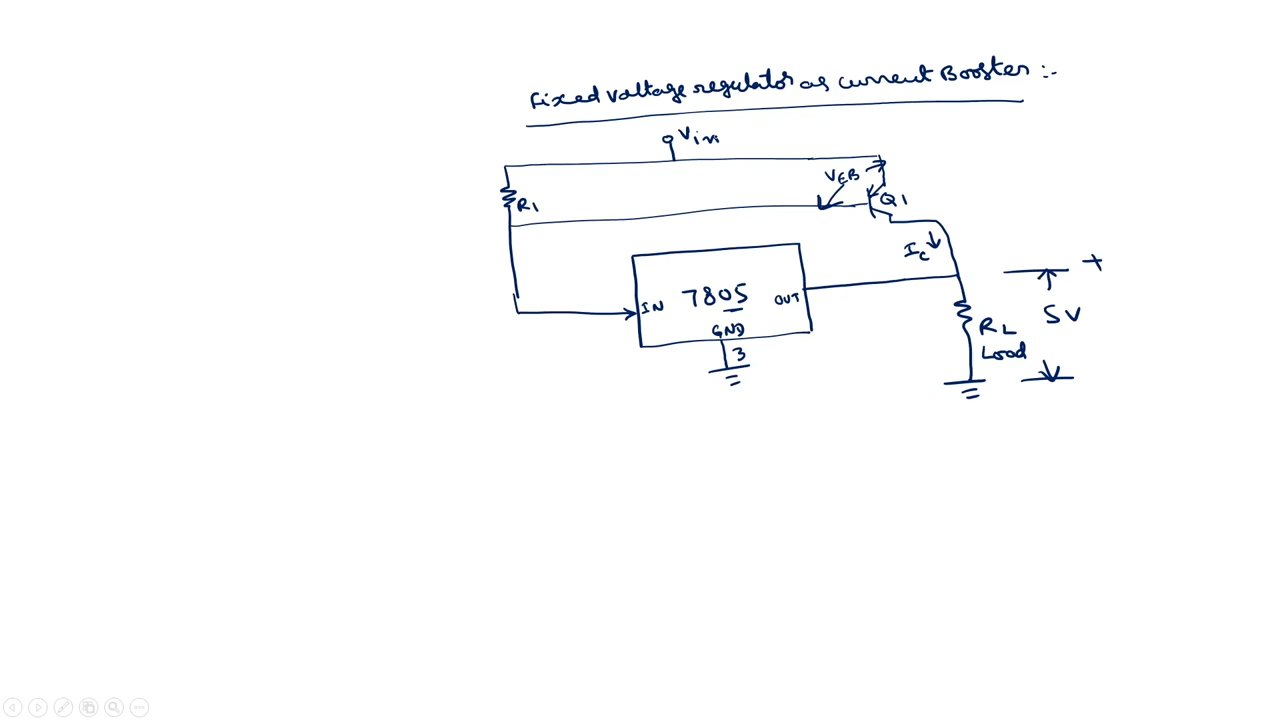 Fixed voltage regulator as current Booster :-
Vin
VEB
R1
Q1
IC
+
IN 7805 OUT
5V
GND
RL
3
Load